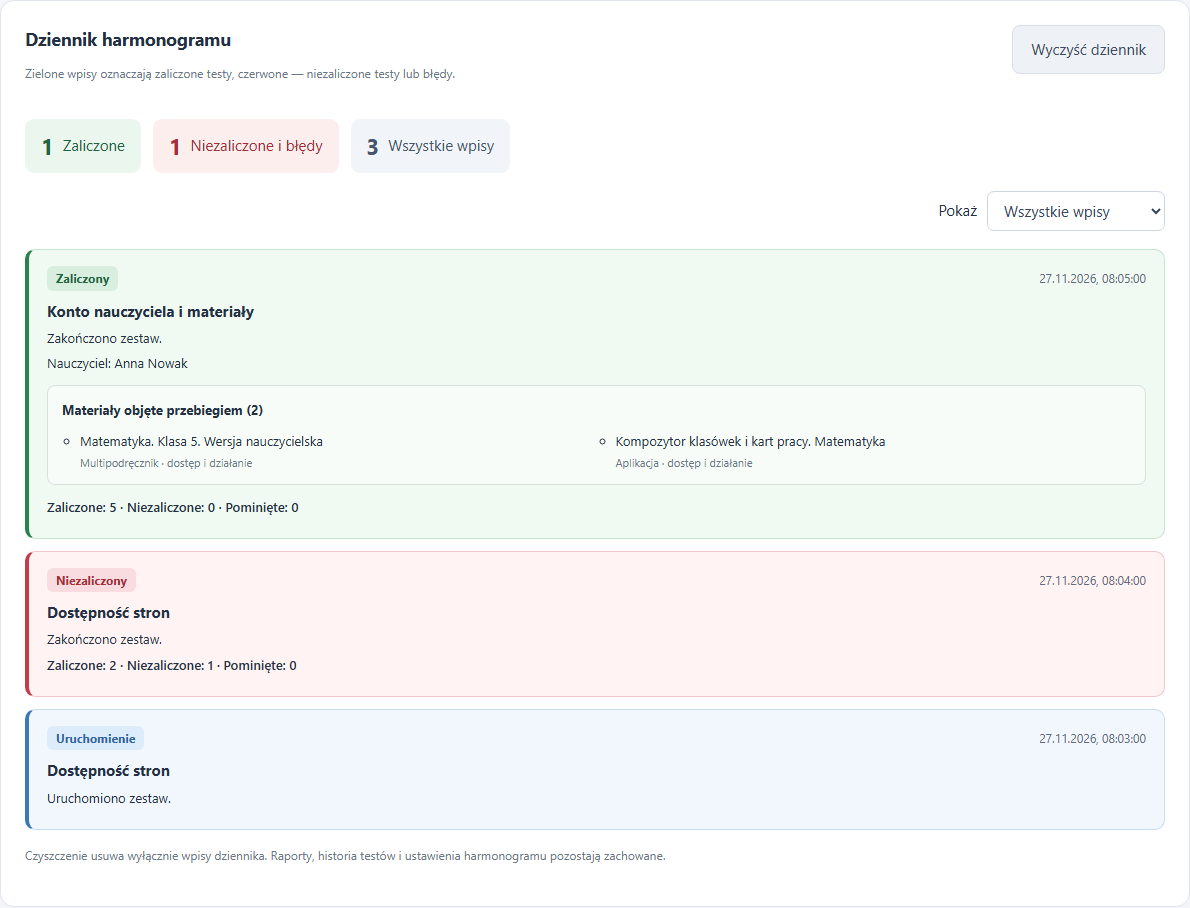 Dziennik harmonogramu
Wyczyść dziennik
Zielone wpisy oznaczają zaliczone testy, czerwone — niezaliczone testy lub błędy.
1 Zaliczone
1 Niezaliczone i błędy
3 Wszystkie wpisy
Pokaż
Wszystkie wpisy
Zaliczony
27.11.2026, 08:05:00
Konto nauczyciela i materiały
Zakończono zestaw.
Nauczyciel: Anna Nowak
Materiały objęte przebiegiem (2)
Matematyka. Klasa 5. Wersja nauczycielska
Multipodręcznik · dostęp i działanie
Kompozytor klasówek i kart pracy. Matematyka
Aplikacja · dostęp i działanie
Zaliczone: 5 · Niezaliczone: 0 · Pominięte: 0
Niezaliczony
27.11.2026, 08:04:00
Dostępność stron
Zakończono zestaw.
Zaliczone: 2 · Niezaliczone: 1 · Pominięte: 0
Uruchomienie
27.11.2026, 08:03:00
Dostępność stron
Uruchomiono zestaw.
Czyszczenie usuwa wyłącznie wpisy dziennika. Raporty, historia testów i ustawienia harmonogramu pozostają zachowane.